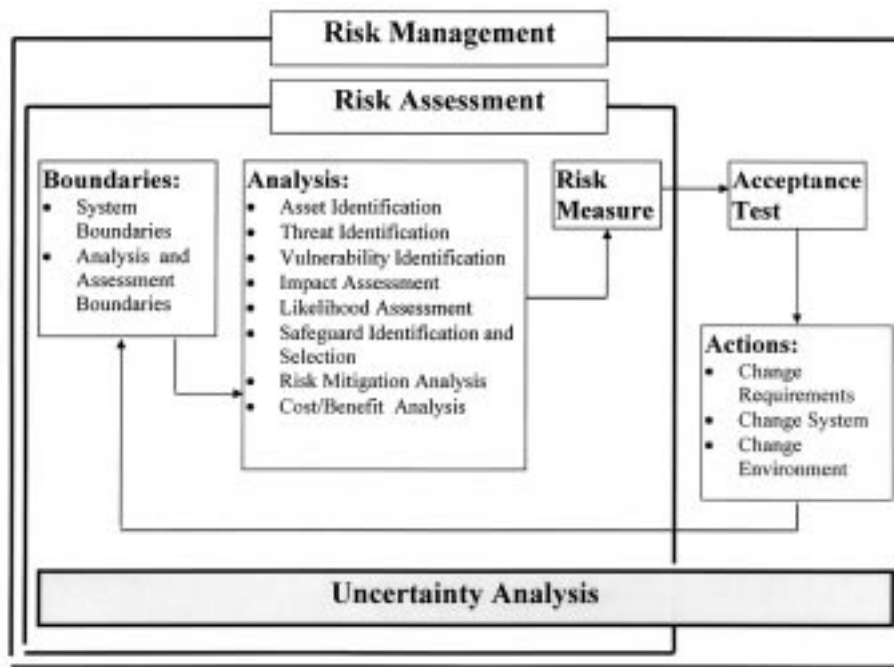 Risk Management
Risk Assessment
Boundaries:
• System
Boundaries
• Analysis and
Assessment
Boundaries
Analysis:
• Asset Identification
• Threat Identification
• Vulnerability Identification
• Impact Assessment
• Likelihood Assessment
• Safeguard Identification and
Selection
• Risk Mitigation Analysis
• Cost/Benefit Analysis
Risk
Measure
Acceptance
Test
Actions:
• Change
Requirements
• Change System
• Change
Environment
Uncertainty Analysis